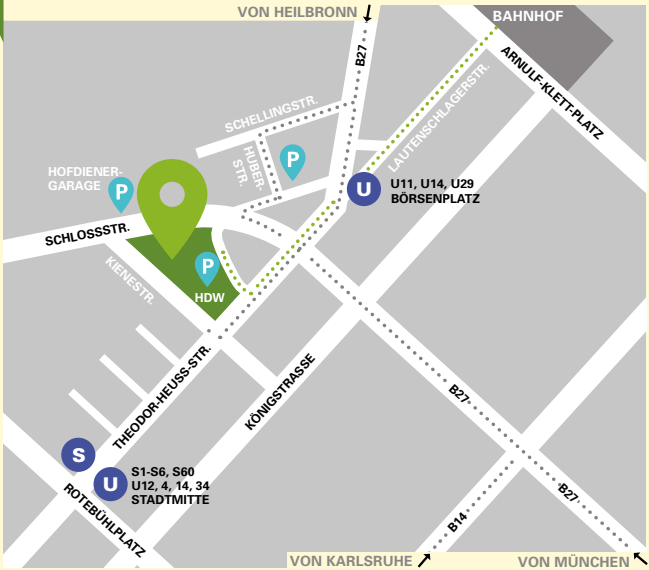 VON HEILBRONN
BAHNHOF
B27
ARNULF-KLETT-PLATZ
LAUTENSCHLAGERSTR.
SCHELLINGSTR.
HUBER-
STR.
P
HOFDIENER-
GARAGE
P
U
U11, U14, U29
BÖRSENPLATZ
SCHLOSSSTR.
KIENESTR.
P
HDW
THEODOR-HEUSS-STR.
KÖNIGSTRASSE
B27
S
U
S1-S6, S60
U12, 4, 14, 34
STADTMITTE
ROTEBÜHLPLATZ
B14
B27
VON KARLSRUHE
VON MÜNCHEN